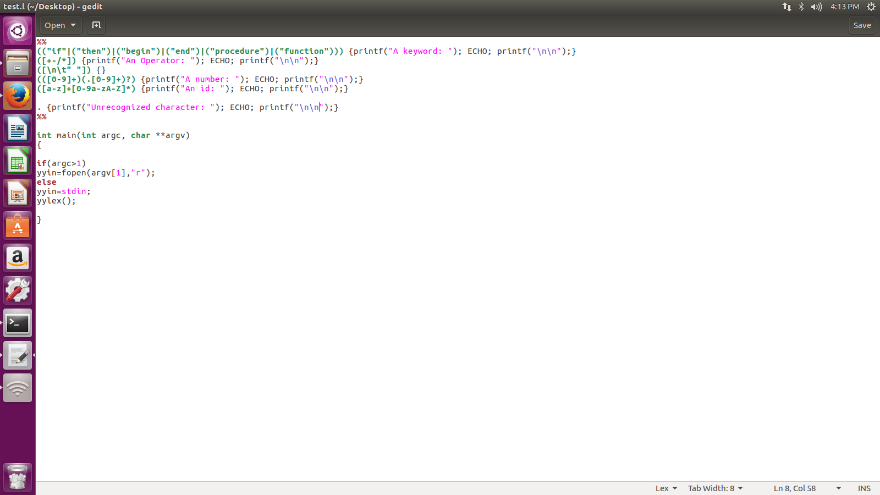 test.l (~/Desktop) - gedit
4:13 PM
Open
Save
%%
(("if"|("then")|("begin")|("end")|("procedure")|("function"))) {printf("A keyword: "); ECHO; printf("\n\n");}
([+-/*]) {printf("An Operator: "); ECHO; printf("\n\n");}
([\n\t" "]) {}
(([0-9]+)(.[0-9]+)?) {printf("A number: "); ECHO; printf("\n\n");}
([a-z]+[0-9a-zA-Z]*) {printf("An id: "); ECHO; printf("\n\n");}
. {printf("Unrecognized character: "); ECHO; printf("\n\n");}
%%
int main(int argc, char **argv)
{
if(argc>1)
yyin=fopen(argv[1],"r");
else
yyin=stdin;
yylex();
}
Lex Tab Width: 8 Ln 8, Col 58 INS